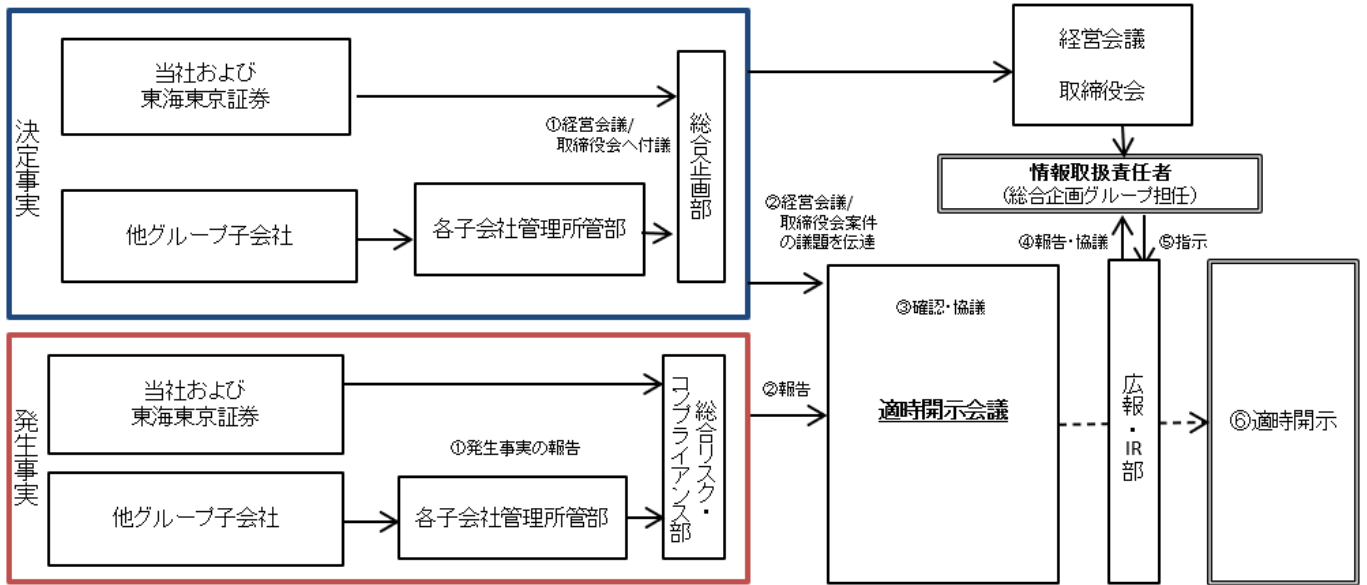 決定事実
当社および
東海東京証券
①経営会議/
取締役会へ付議
総合企画部
他グループ子会社
各子会社管理所管部
経営会議
取締役会
情報取扱責任者
(総合企画グループ担任)
②経営会議/
取締役会案件
の議題を伝達
④報告・協議
⑤指示
発生事実
当社および
東海東京証券
①発生事実の報告
他グループ子会社
各子会社管理所管部
総合リスク・
コンプライアンス部
②報告
③確認・協議
適時開示会議
広報・IR部
⑥適時開示